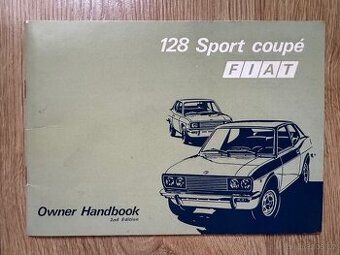 128 Sport coupé
FIAT
Owner Handbook
2nd Edition